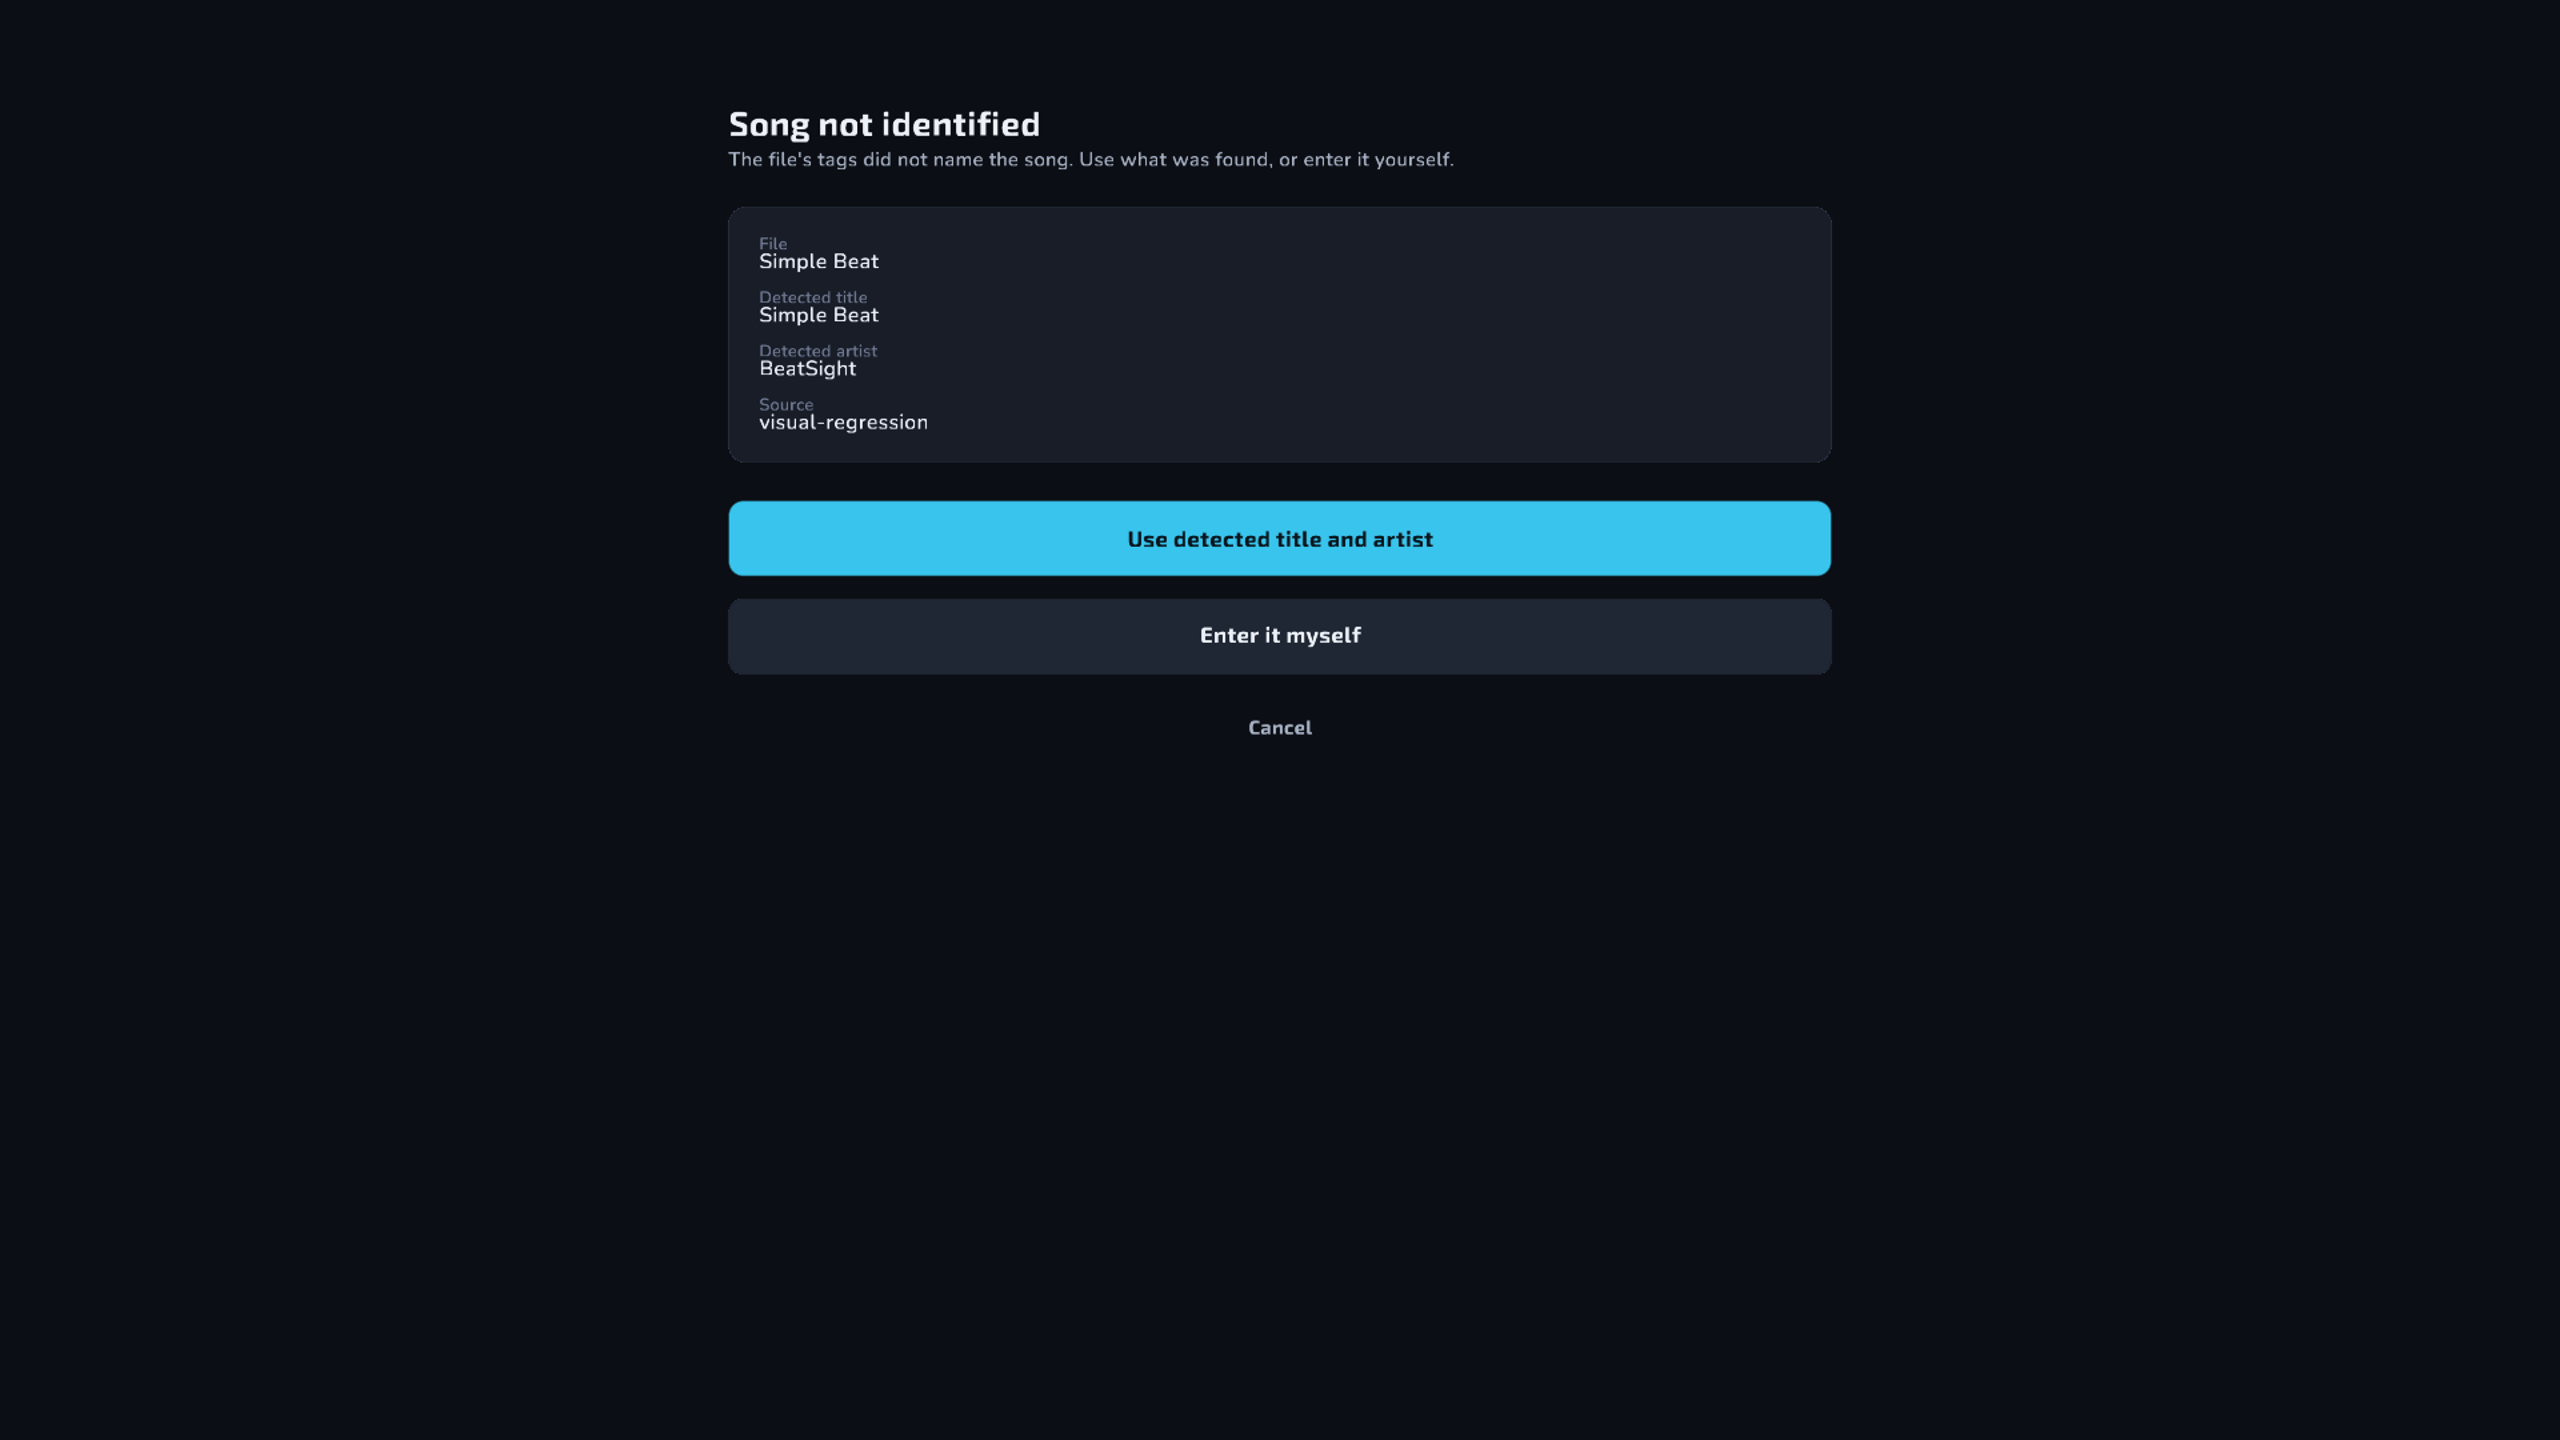 Song not identified
The file's tags did not name the song. Use what was found, or enter it yourself.
File
Simple Beat
Detected title
Simple Beat
Detected artist
BeatSight
Source
visual-regression
Use detected title and artist
Enter it myself
Cancel